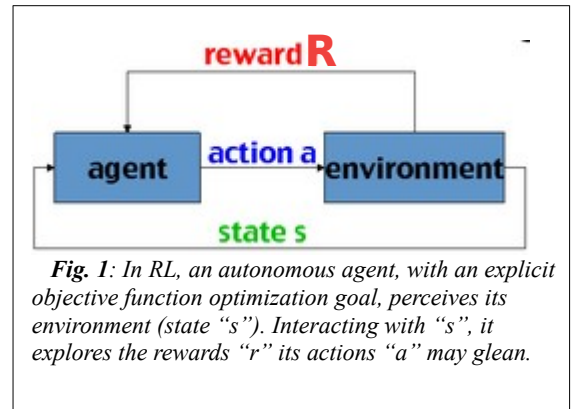 reward R
agent
action a
environment
state s
Fig. 1: In RL, an autonomous agent, with an explicit
objective function optimization goal, perceives its
environment (state “s”). Interacting with “s”, it
explores the rewards “r” its actions “a” may glean.